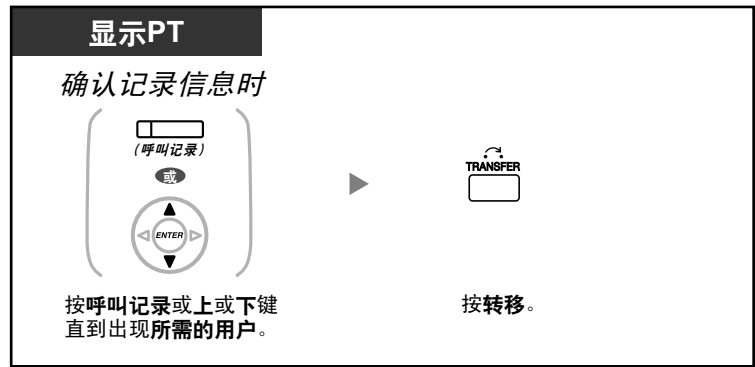 显示PT
确认记录信息时
(呼叫记录)
或
ENTER
按呼叫记录或上或下键
直到出现所需的用户。
TRANSFER
按转移。